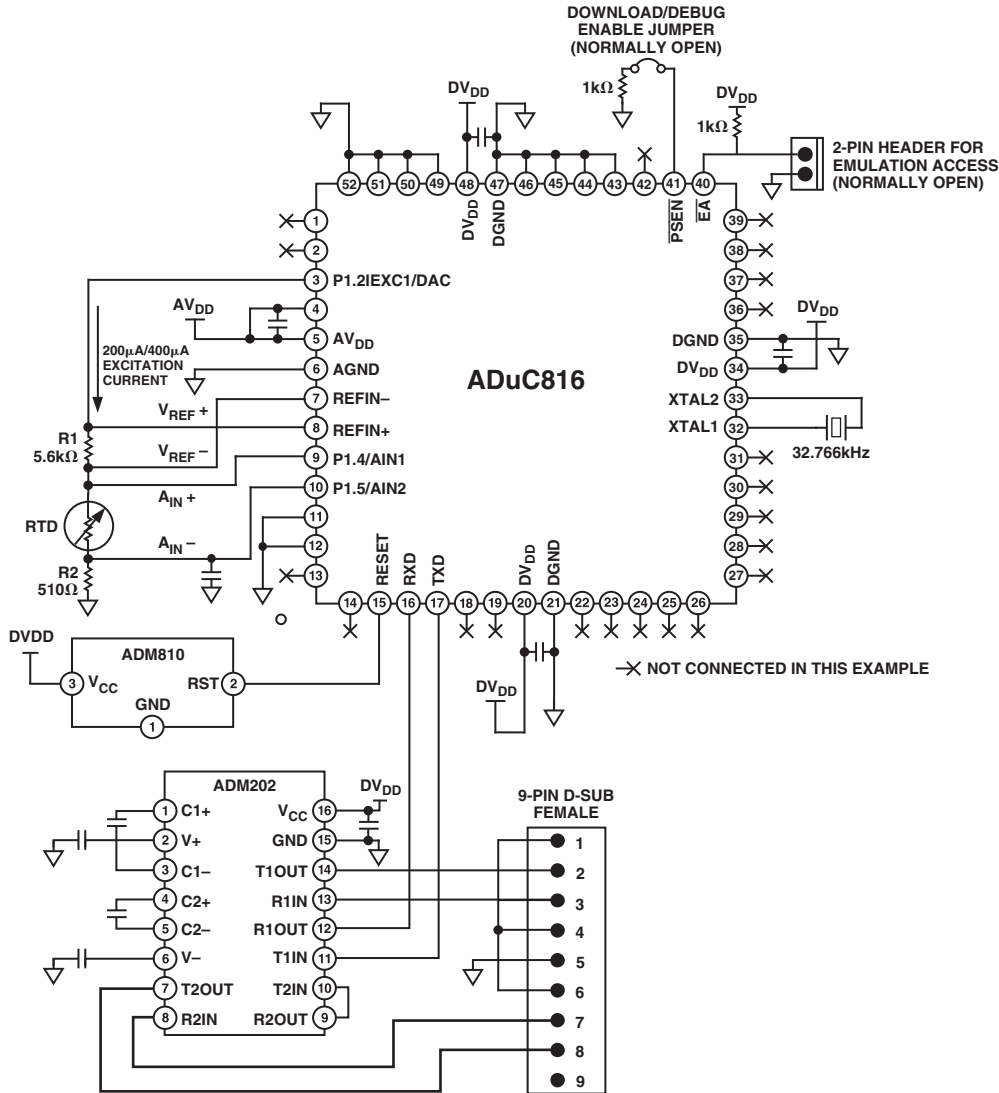 DOWNLOAD/DEBUG
ENABLE JUMPER
(NORMALLY OPEN)
1kΩ
DVDD
1kΩ
2-PIN HEADER FOR
EMULATION ACCESS
(NORMALLY OPEN)
DVDD
52 51 50 49 48 47 46 45 44 43 42 41 40
DVDD
DGND
PSEN
EA
1
2
3 P1.2IEXC1/DAC
4
5 AVDD
6 AGND
7 REFIN–
8 REFIN+
9 P1.4/AIN1
10 P1.5/AIN2
11
12
13
AVDD
200μA/400μA
EXCITATION
CURRENT
VREF +
VREF –
R1
5.6kΩ
AIN +
RTD
AIN –
R2
510Ω
ADuC816
39
38
37
36
DGND 35
DVDD 34
XTAL2 33
XTAL1 32
31
30
29
28
27
DVDD
32.766kHz
RESET
RXD
TXD
DVDD
DGND
14 15 16 17 18 19 20 21 22 23 24 25 26
DVDD
NOT CONNECTED IN THIS EXAMPLE
DVDD
ADM810
3 VCC
RST 2
GND
1
ADM202
1 C1+
2 V+
3 C1–
4 C2+
5 C2–
6 V–
7 T2OUT
8 R2IN
VCC 16
GND 15
T1OUT 14
R1IN 13
R1OUT 12
T1IN 11
T2IN 10
R2OUT 9
DVDD
9-PIN D-SUB
FEMALE
1
2
3
4
5
6
7
8
9